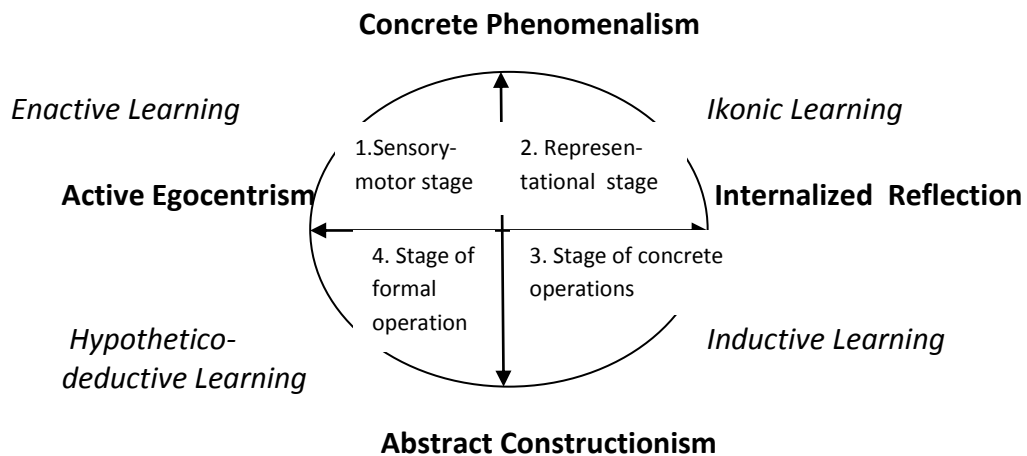 Concrete Phenomenalism
Enactive Learning
Ikonic Learning
1.Sensory-
motor stage
2. Represen-
tational stage
Active Egocentrism
Internalized Reflection
4. Stage of
formal
operation
3. Stage of concrete
operations
Hypothetico-
deductive Learning
Inductive Learning
Abstract Constructionism